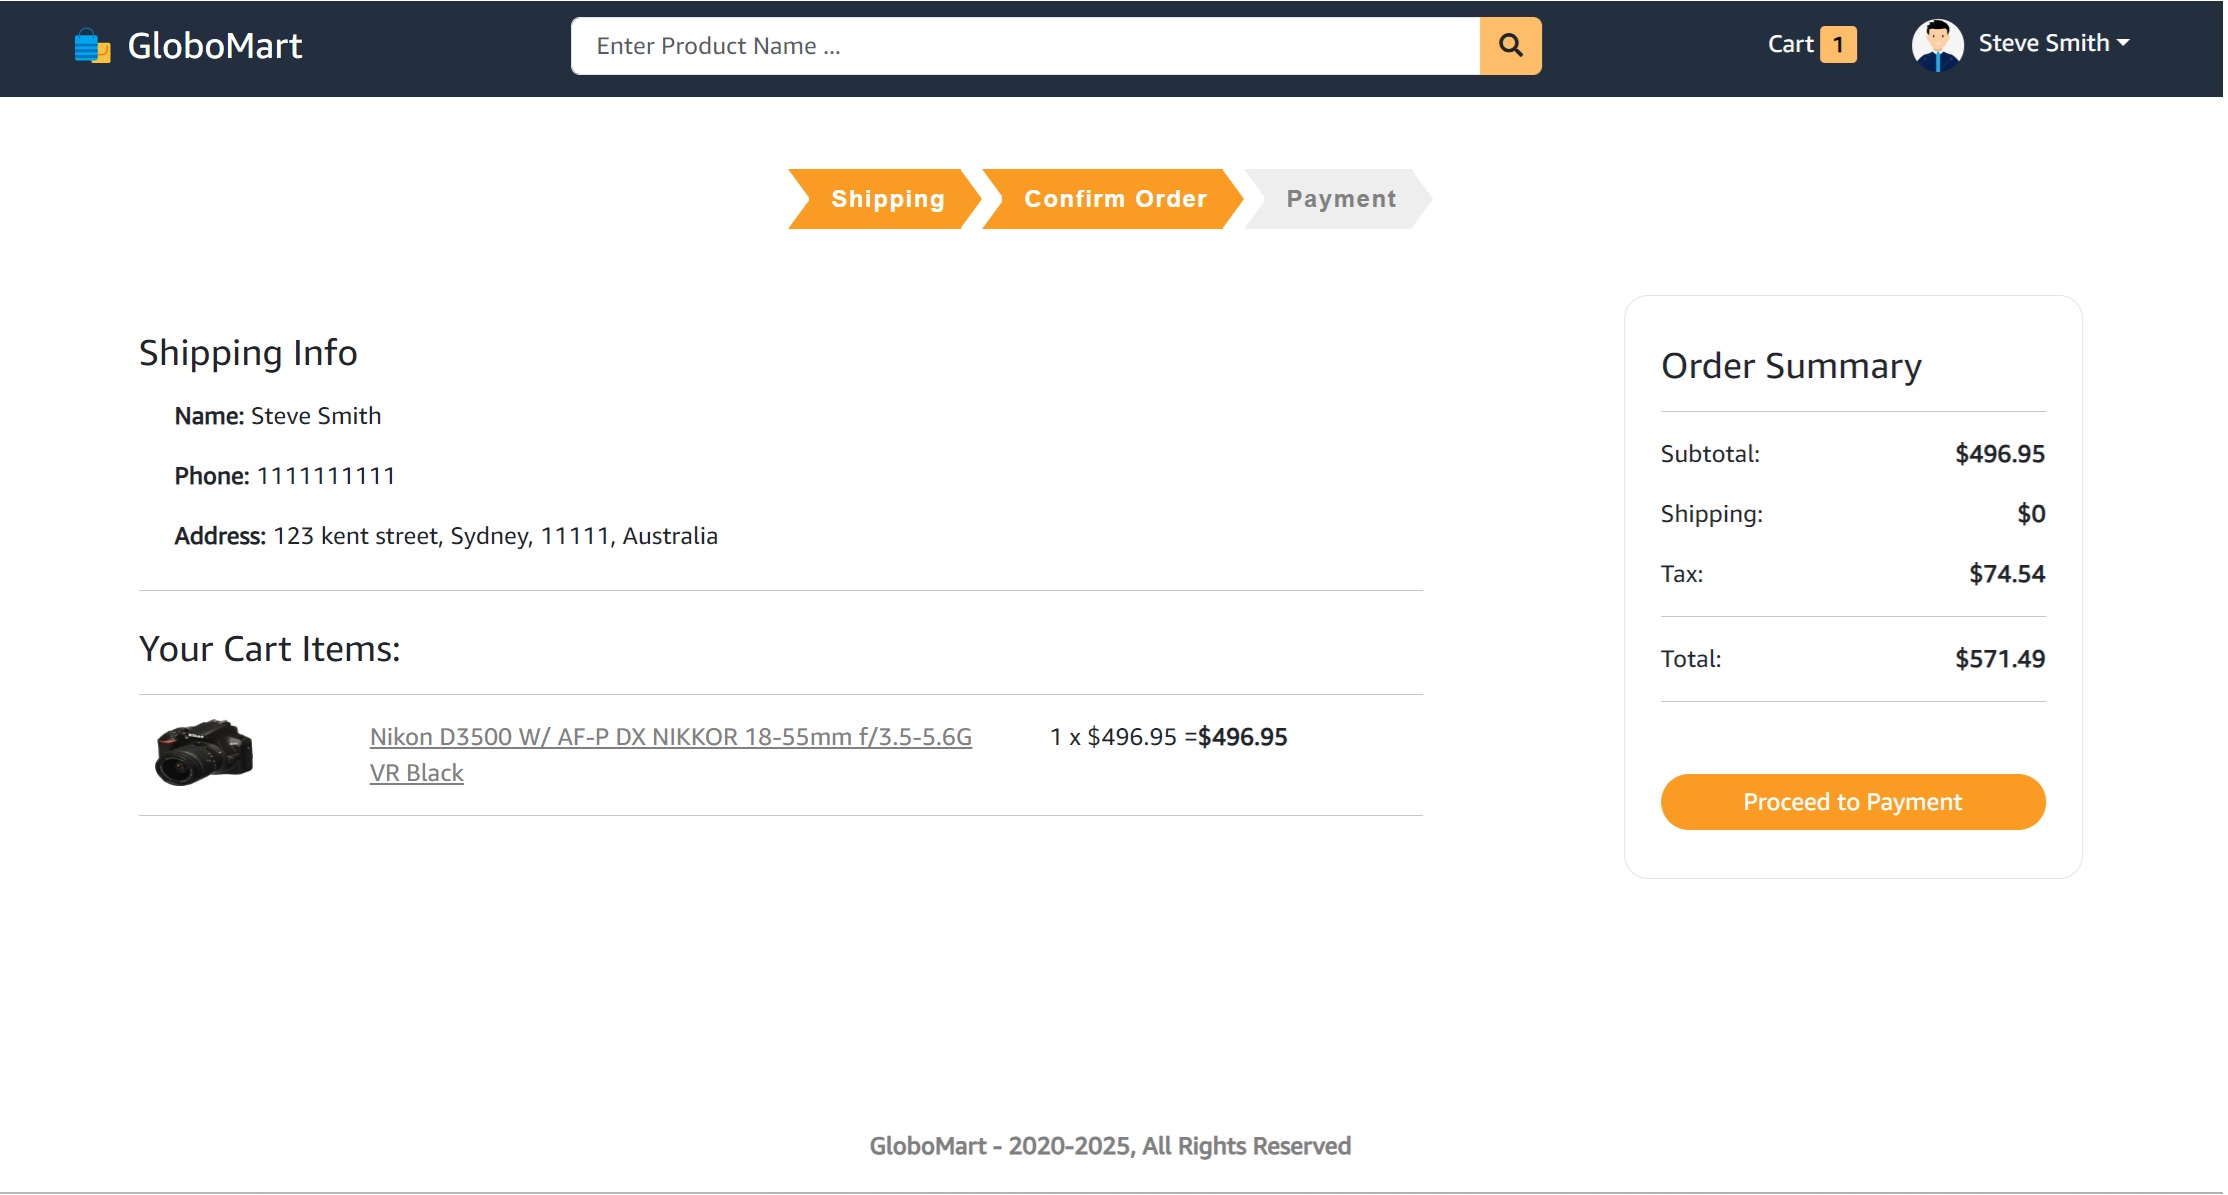 GloboMart
Enter Product Name ...
Cart 1
Steve Smith
Shipping
Confirm Order
Payment
Shipping Info
Name: Steve Smith
Phone: 1111111111
Address: 123 kent street, Sydney, 11111, Australia
Your Cart Items:
Nikon D3500 W/ AF-P DX NIKKOR 18-55mm f/3.5-5.6G
VR Black
1 x $496.95 =$496.95
Order Summary
Subtotal: $496.95
Shipping: $0
Tax: $74.54
Total: $571.49
Proceed to Payment
GloboMart - 2020-2025, All Rights Reserved